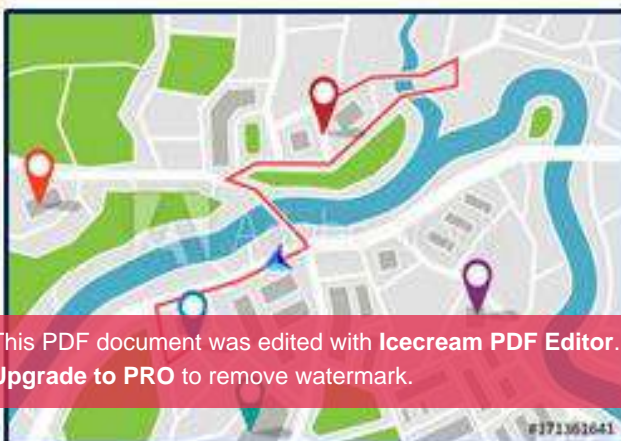 This PDF document was edited with Icecream PDF Editor.
Upgrade to PRO to remove watermark.
#171361641